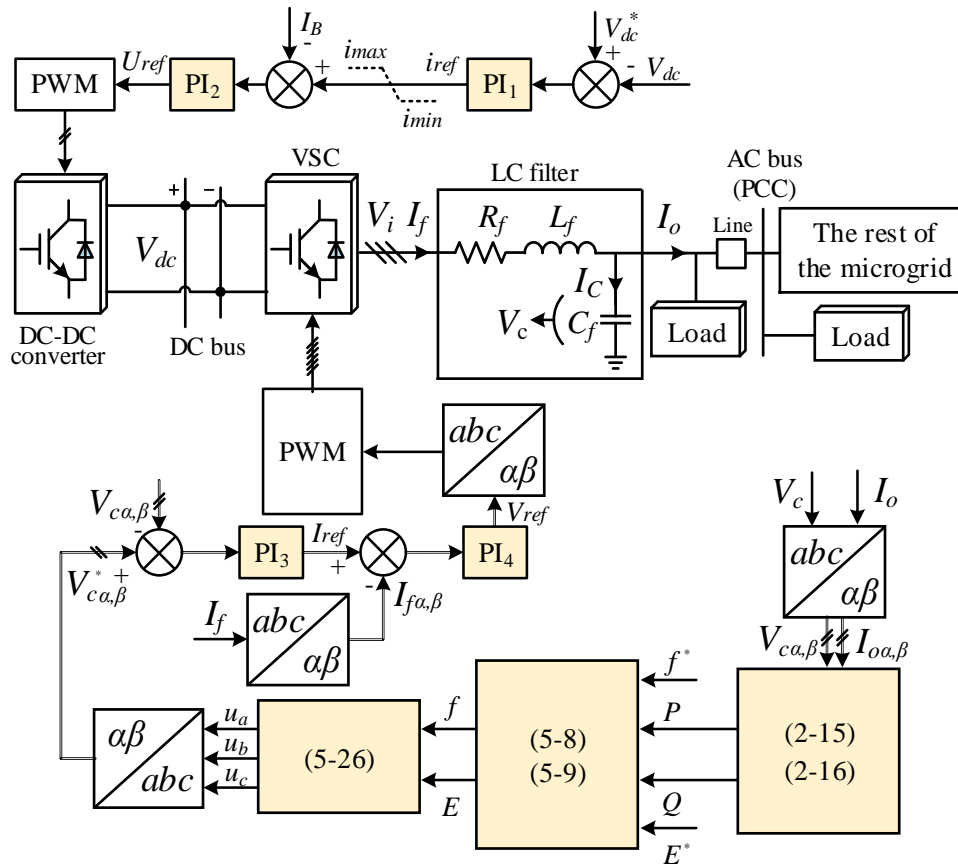 I_B
V_dc^*
-
i_max
+
U_ref
+
i_ref
-
V_dc
PWM
PI_2
PI_1
i_min
VSC
LC filter
AC bus
(PCC)
+
−
V_i
I_f
R_f
L_f
I_o
Line
The rest of
the microgrid
V_dc
I_C
V_c
C_f
Load
Load
DC-DC
converter
DC bus
PWM
abc
αβ
V_cα,β
-
V_ref
V_c
I_o
I_ref
PI_3
PI_4
+
+
-
V_cα,β^*
I_fα,β
abc
αβ
I_f
abc
αβ
V_cα,β
I_oα,β
f^*
αβ
abc
u_a
u_b
u_c
(5-26)
f
E
(5-8)
(5-9)
P
Q
E^*
(2-15)
(2-16)